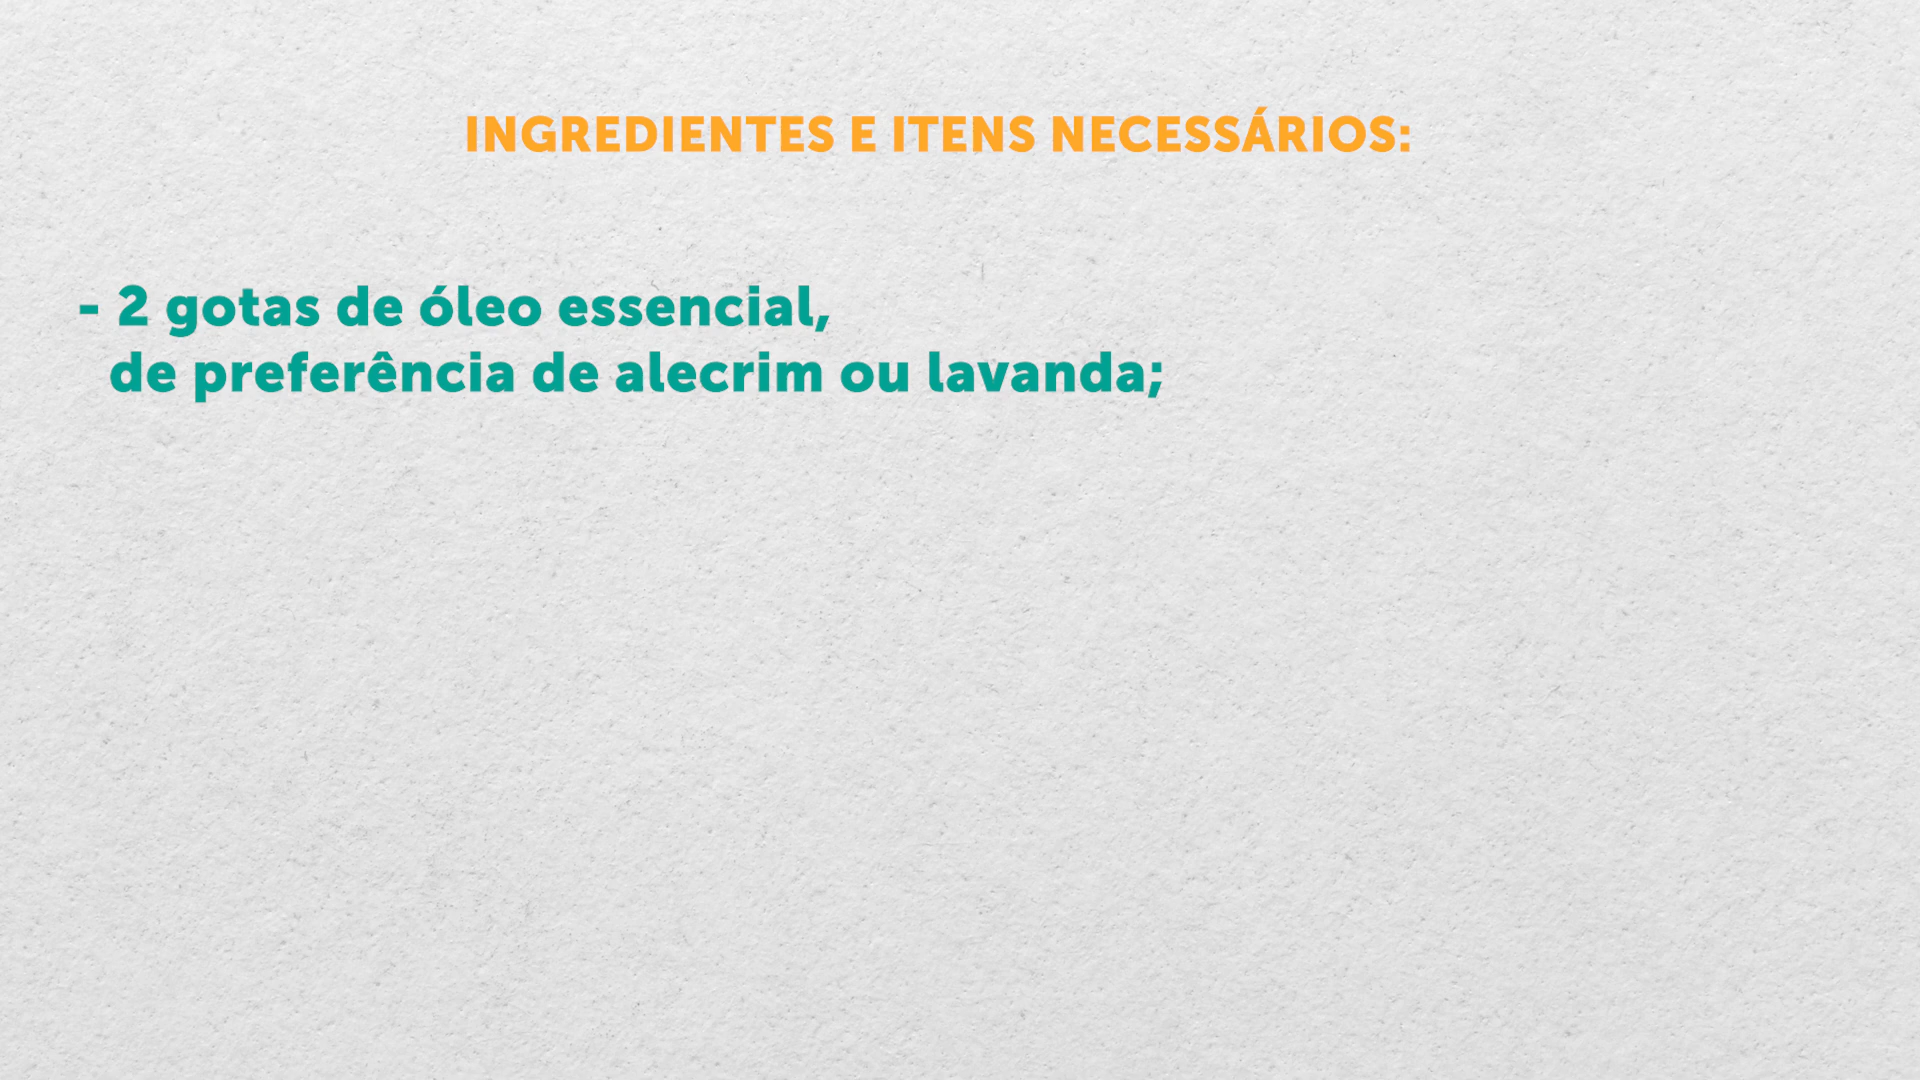 INGREDIENTES E ITENS NECESSÁRIOS:
- 2 gotas de óleo essencial,
de preferência de alecrim ou lavanda;